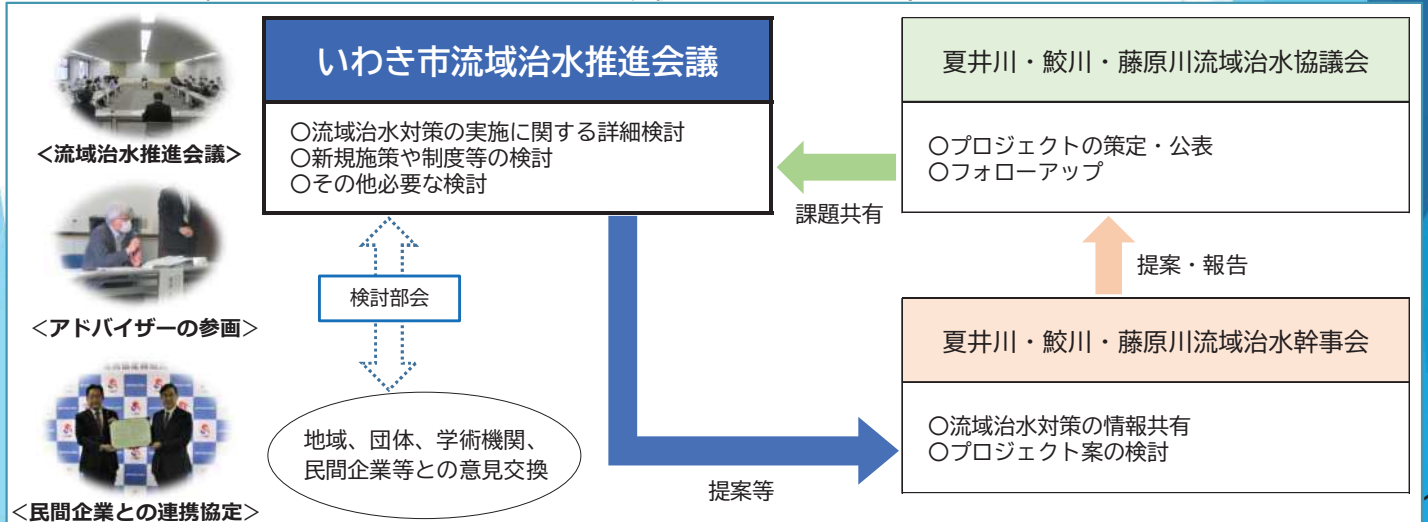 いわき市流域治水推進会議
〇流域治水対策の実施に関する詳細検討
〇新規施策や制度等の検討
〇その他必要な検討
<流域治水推進会議>
<アドバイザーの参画>
<民間企業との連携協定>
検討部会
地域、団体、学術機関、
民間企業等との意見交換
課題共有
提案等
夏井川・鮫川・藤原川流域治水協議会
〇プロジェクトの策定・公表
〇フォローアップ
提案・報告
夏井川・鮫川・藤原川流域治水幹事会
〇流域治水対策の情報共有
〇プロジェクト案の検討